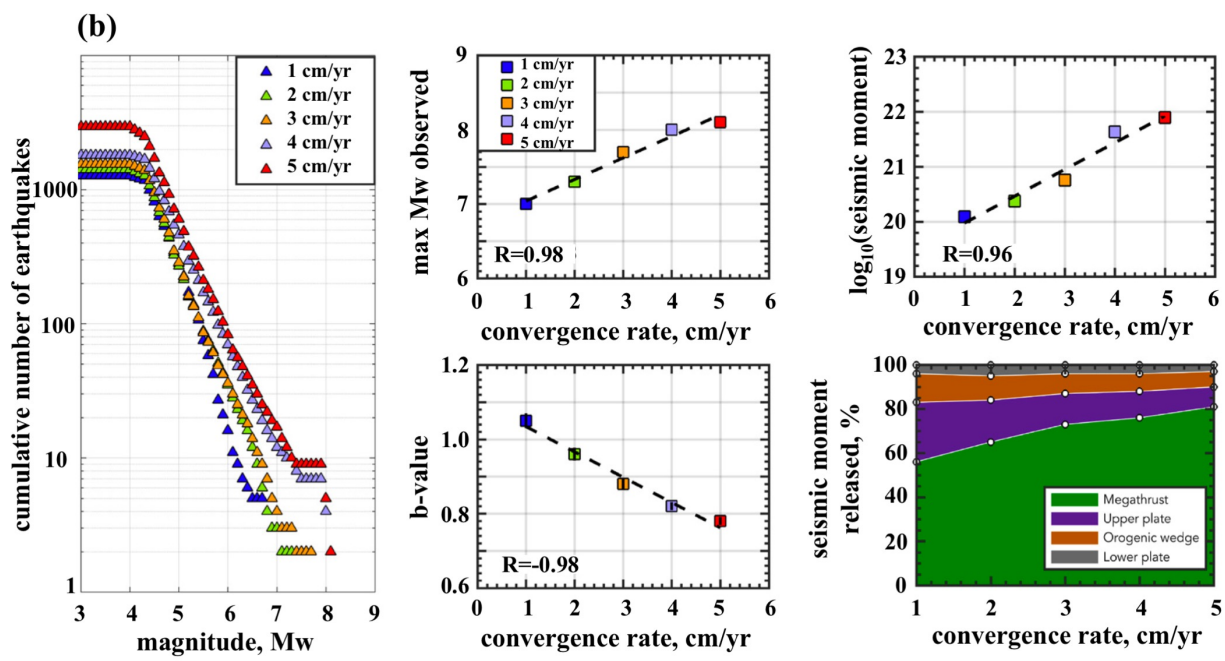 (b)
cumulative number of earthquakes
1000
100
10
1
3 4 5 6 7 8 9
magnitude, Mw
1 cm/yr
2 cm/yr
3 cm/yr
4 cm/yr
5 cm/yr
max Mw observed
9
8
7
6
1 cm/yr
2 cm/yr
3 cm/yr
4 cm/yr
5 cm/yr
R=0.98
0 1 2 3 4 5 6
convergence rate, cm/yr
log10(seismic moment)
23
22
21
20
19
R=0.96
0 1 2 3 4 5 6
convergence rate, cm/yr
b-value
1.2
1.0
0.8
0.6
R=-0.98
0 1 2 3 4 5 6
convergence rate, cm/yr
seismic moment
released, %
100
80
60
40
20
0
Megathrust
Upper plate
Orogenic wedge
Lower plate
1 2 3 4 5
convergence rate, cm/yr